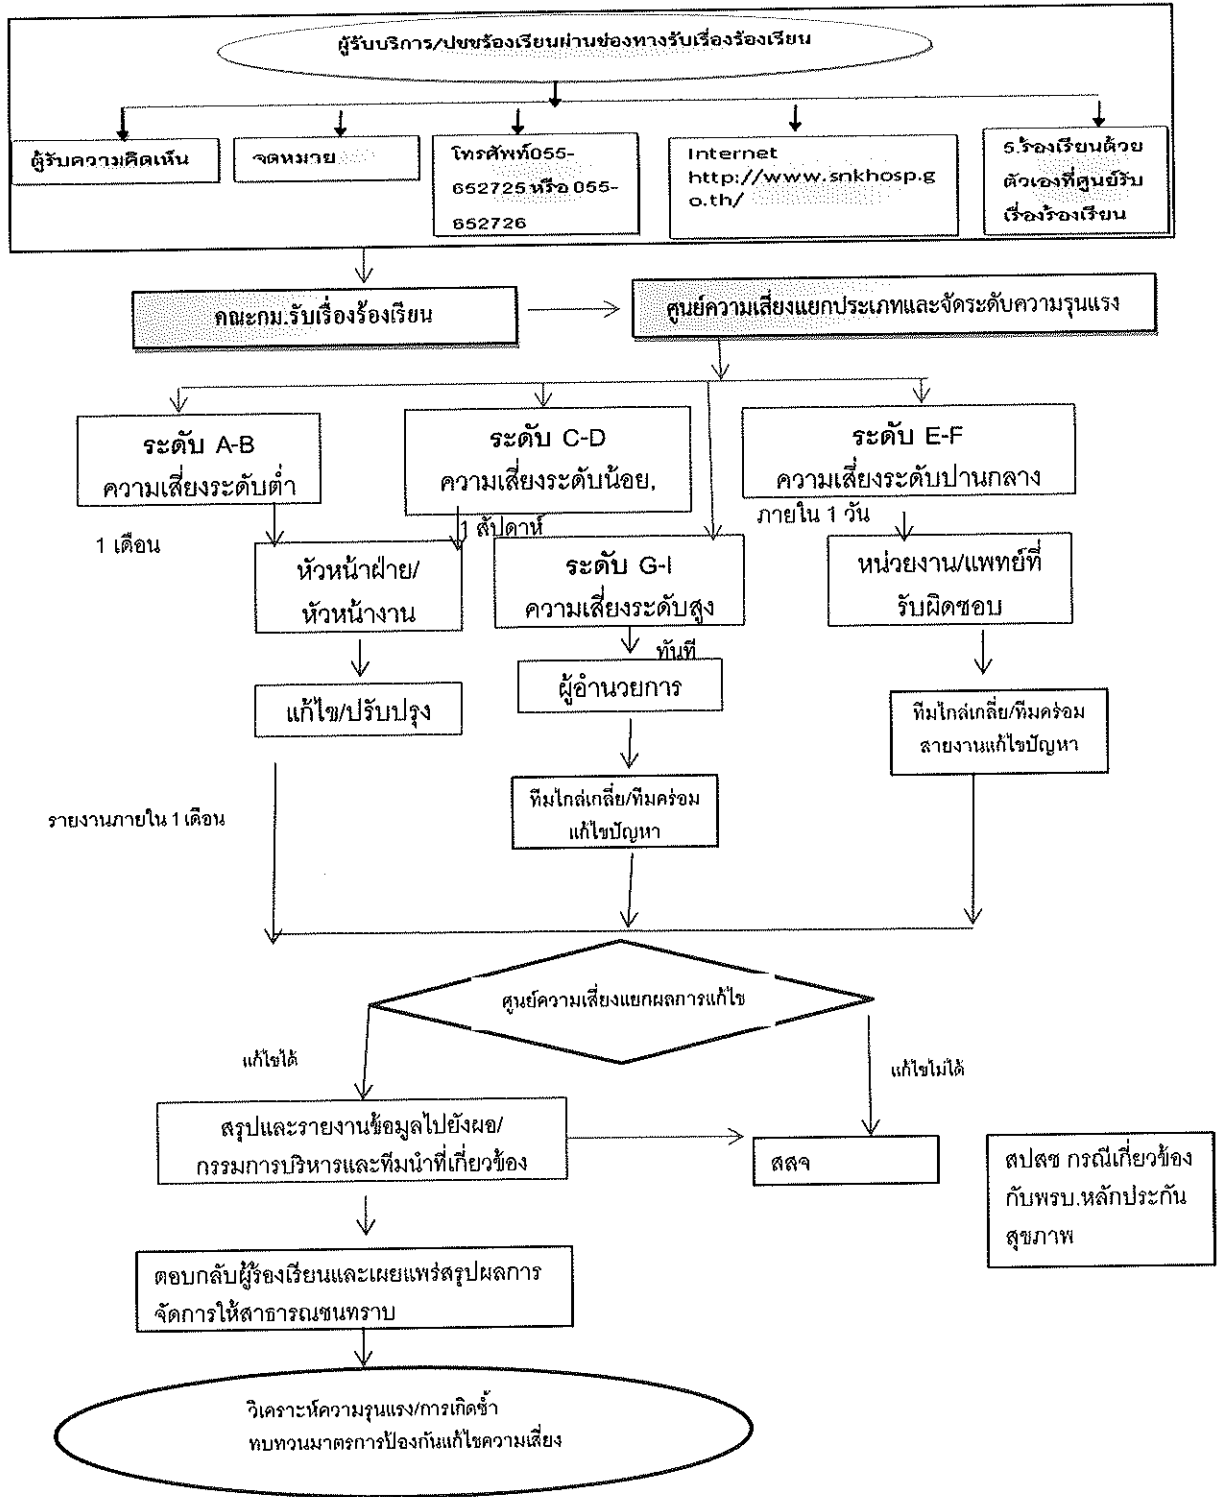 ผู้รับบริการ/ปชชร้องเรียนผ่านช่องทางรับเรื่องร้องเรียน
ตู้รับความคิดเห็น
จดหมาย
โทรศัพท์055-
652725 หรือ 055-
652726
Internet
http://www.snkhosp.g
o.th/
5.ร้องเรียนด้วย
ตัวเองที่ศูนย์รับ
เรื่องร้องเรียน
คณะกม.รับเรื่องร้องเรียน
ศูนย์ความเสี่ยงแยกประเภทและจัดระดับความรุนแรง
ระดับ A-B
ความเสี่ยงระดับต่ำ
ระดับ C-D
ความเสี่ยงระดับน้อย,
ระดับ E-F
ความเสี่ยงระดับปานกลาง
1 เดือน
1 สัปดาห์
ภายใน 1 วัน
หัวหน้าฝ่าย/
หัวหน้างาน
ระดับ G-I
ความเสี่ยงระดับสูง
หน่วยงาน/แพทย์ที่
รับผิดชอบ
ทันที
แก้ไข/ปรับปรุง
ผู้อำนวยการ
ทีมไกล่เกลี่ย/ทีมคร่อม
สายงานแก้ไขปัญหา
รายงานภายใน 1 เดือน
ทีมไกล่เกลี่ย/ทีมคร่อม
แก้ไขปัญหา
ศูนย์ความเสี่ยงแยกผลการแก้ไข
แก้ไขได้
แก้ไขไม่ได้
สรุปและรายงานข้อมูลไปยังผอ/
กรรมการบริหารและทีมนำที่เกี่ยวข้อง
สสจ
สปสช กรณีเกี่ยวข้อง
กับพรบ.หลักประกัน
สุขภาพ
ตอบกลับผู้ร้องเรียนและเผยแพร่สรุปผลการ
จัดการให้สาธารณชนทราบ
วิเคราะห์ความรุนแรง/การเกิดซ้ำ
ทบทวนมาตรการป้องกันแก้ไขความเสี่ยง